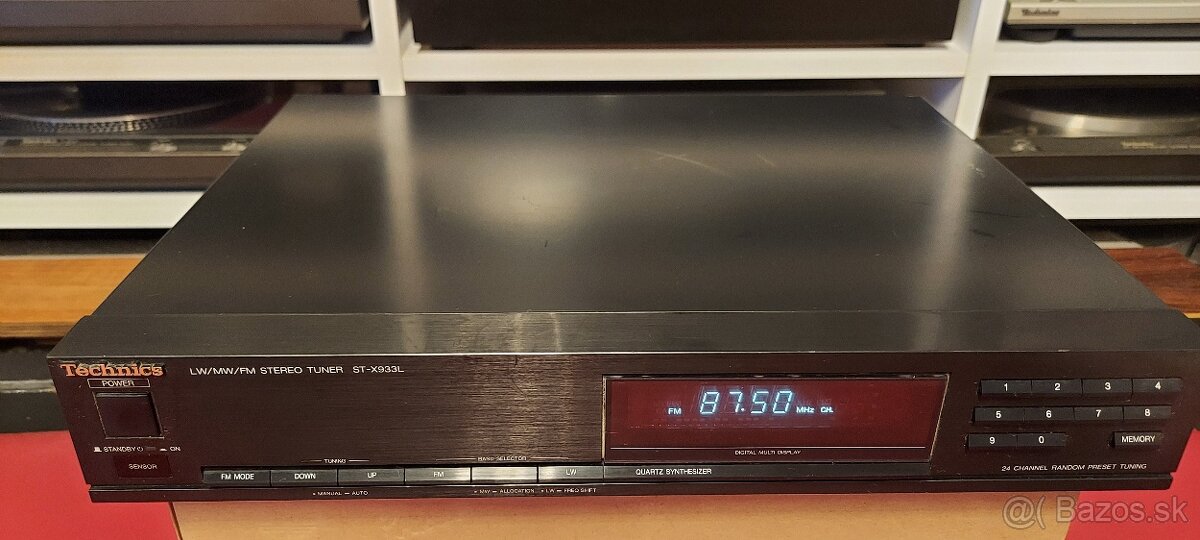 Technics
Technics
LW/MW/FM STEREO TUNER ST-X933L
POWER
STANDBY ON
SENSOR
FM MODE
TUNING
DOWN
UP
MANUAL — AUTO
BAND SELECTOR
FM
LW
MW — ALLOCATION
LW — FREQ SHIFT
QUARTZ SYNTHESIZER
FM 87.50 MHz CH.
DIGITAL MULTI DISPLAY
1 2 3 4
5 6 7 8
9 0 MEMORY
24 CHANNEL RANDOM PRESET TUNING
@( Bazos.sk